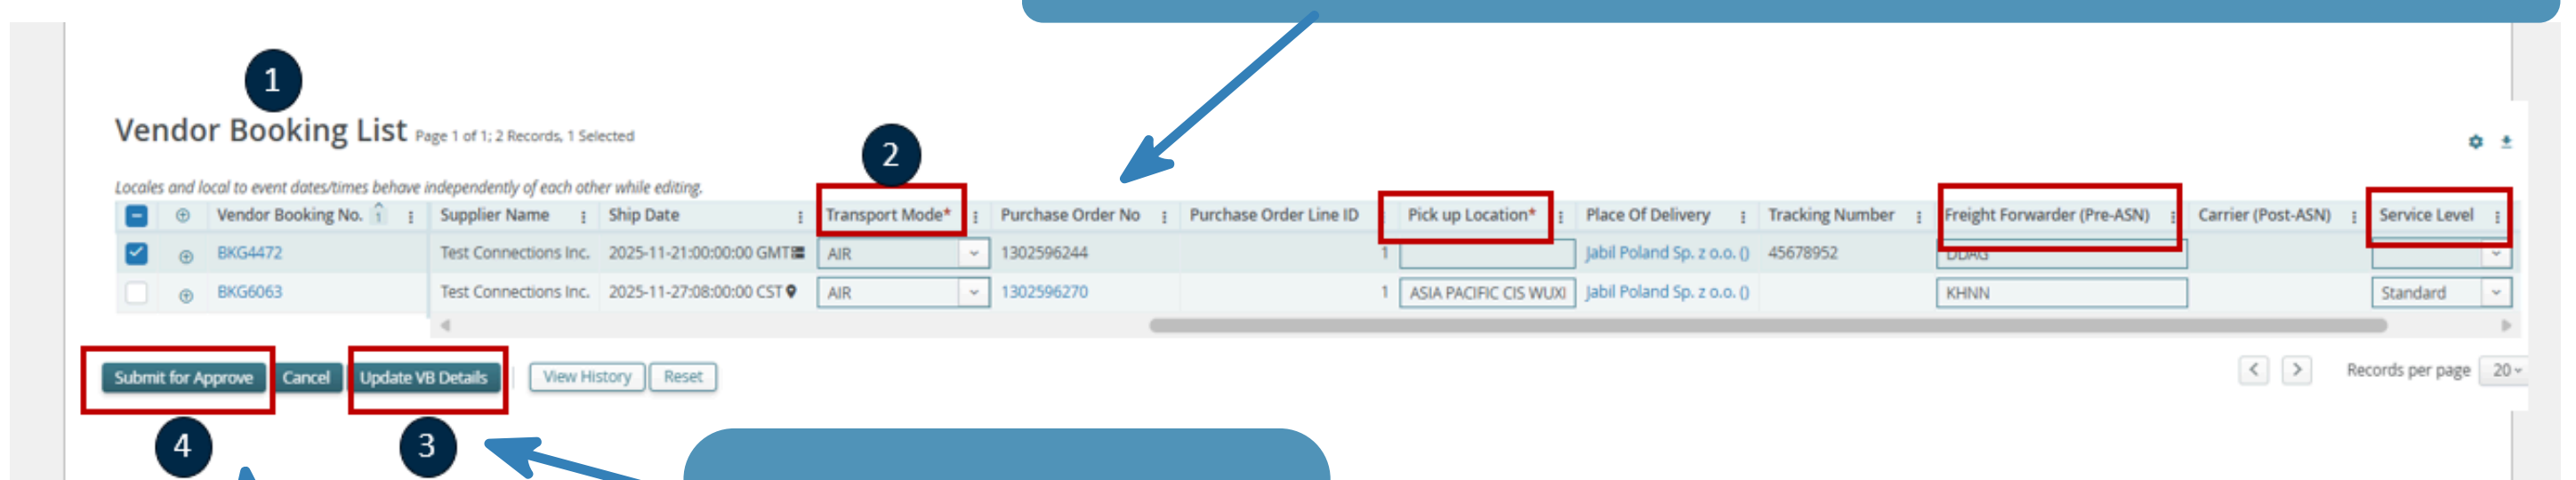 1
Vendor Booking List Page 1 of 1; 2 Records, 1 Selected
2
Locales and local to event dates/times behave independently of each other while editing.
Vendor Booking No. 1 Supplier Name Ship Date Transport Mode* Purchase Order No Purchase Order Line ID Pick up Location* Place Of Delivery Tracking Number Freight Forwarder (Pre-ASN) Carrier (Post-ASN) Service Level
BKG4472 Test Connections Inc. 2025-11-21:00:00:00 GMT AIR 1302596244 1 Jabil Poland Sp. z o.o. () 45678952
BKG6063 Test Connections Inc. 2025-11-27:08:00:00 CST AIR 1302596270 1 ASIA PACIFIC CIS WUXI Jabil Poland Sp. z o.o. () KHNN Standard
Submit for Approve Cancel Update VB Details View History Reset Records per page 20
4 3